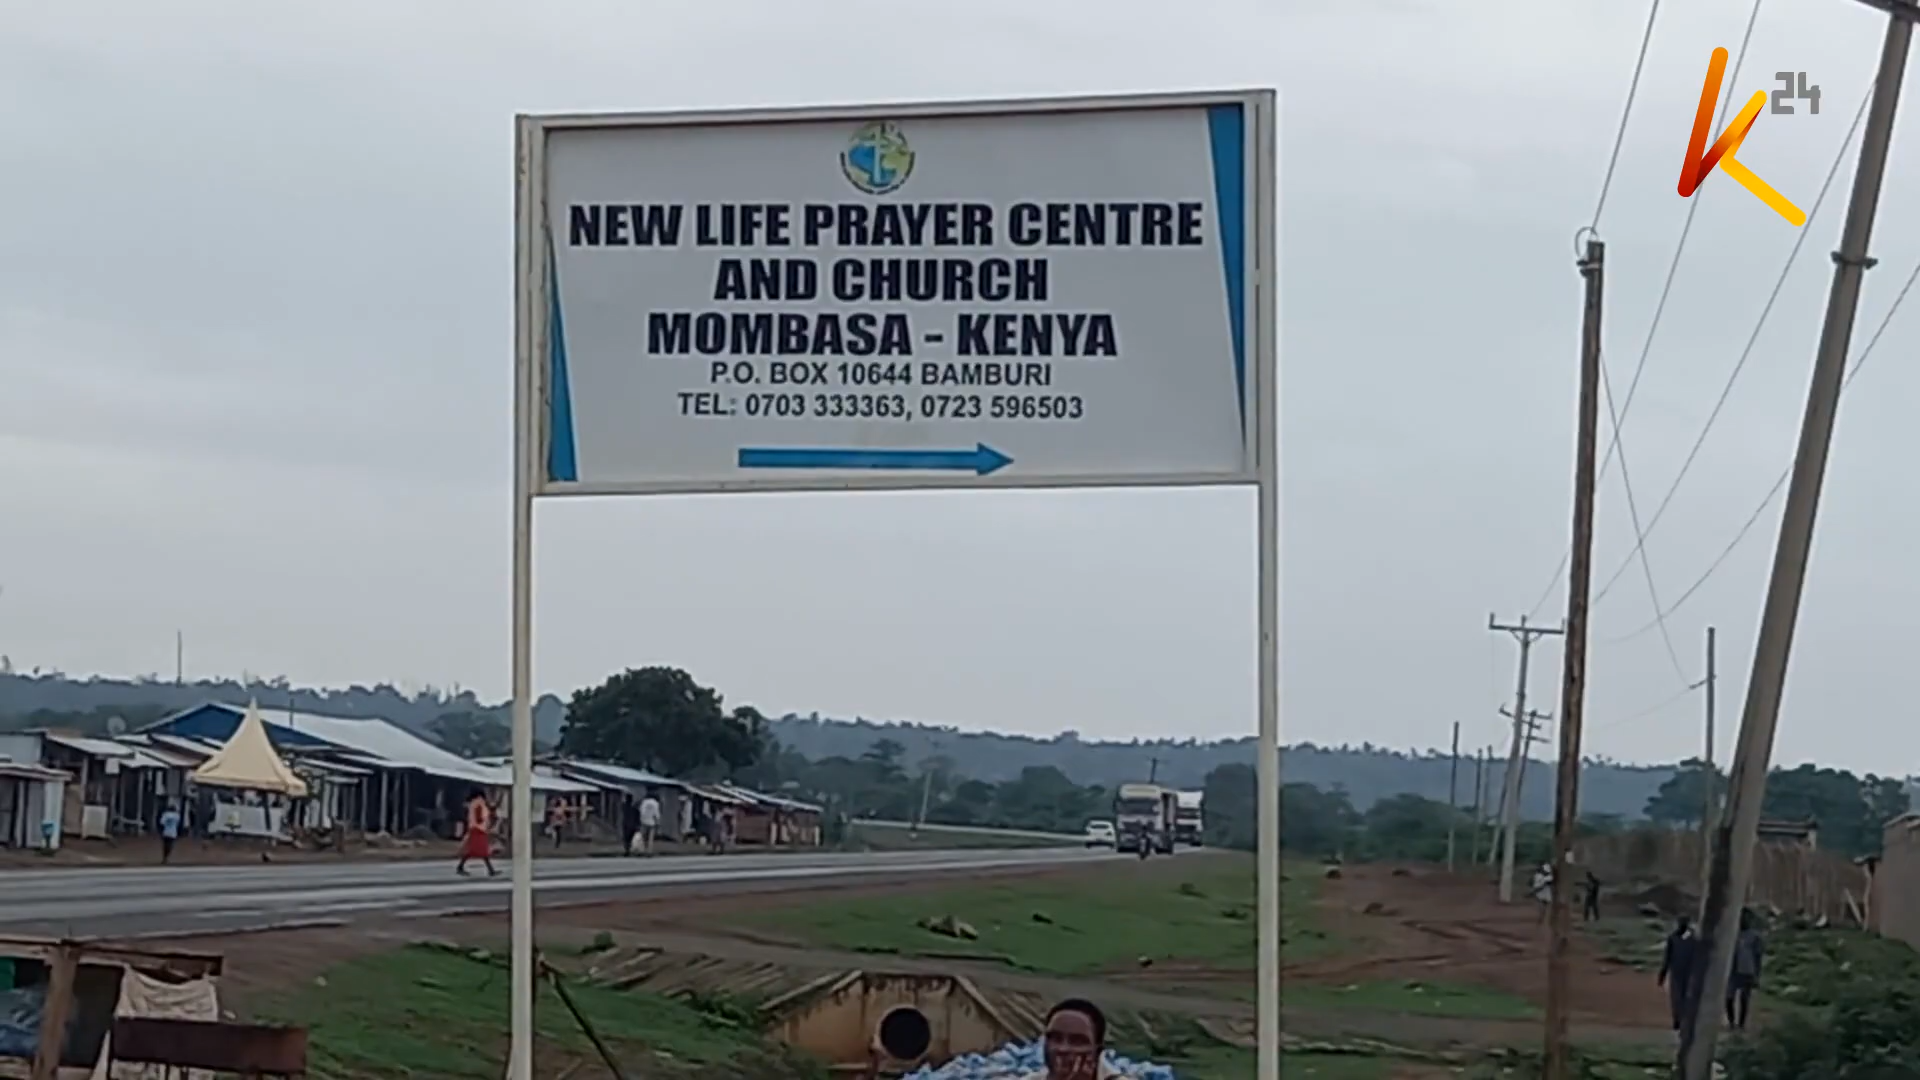 24
NEW LIFE PRAYER CENTRE
AND CHURCH
MOMBASA - KENYA
P.O. BOX 10644 BAMBURI
TEL: 0703 333363, 0723 596503